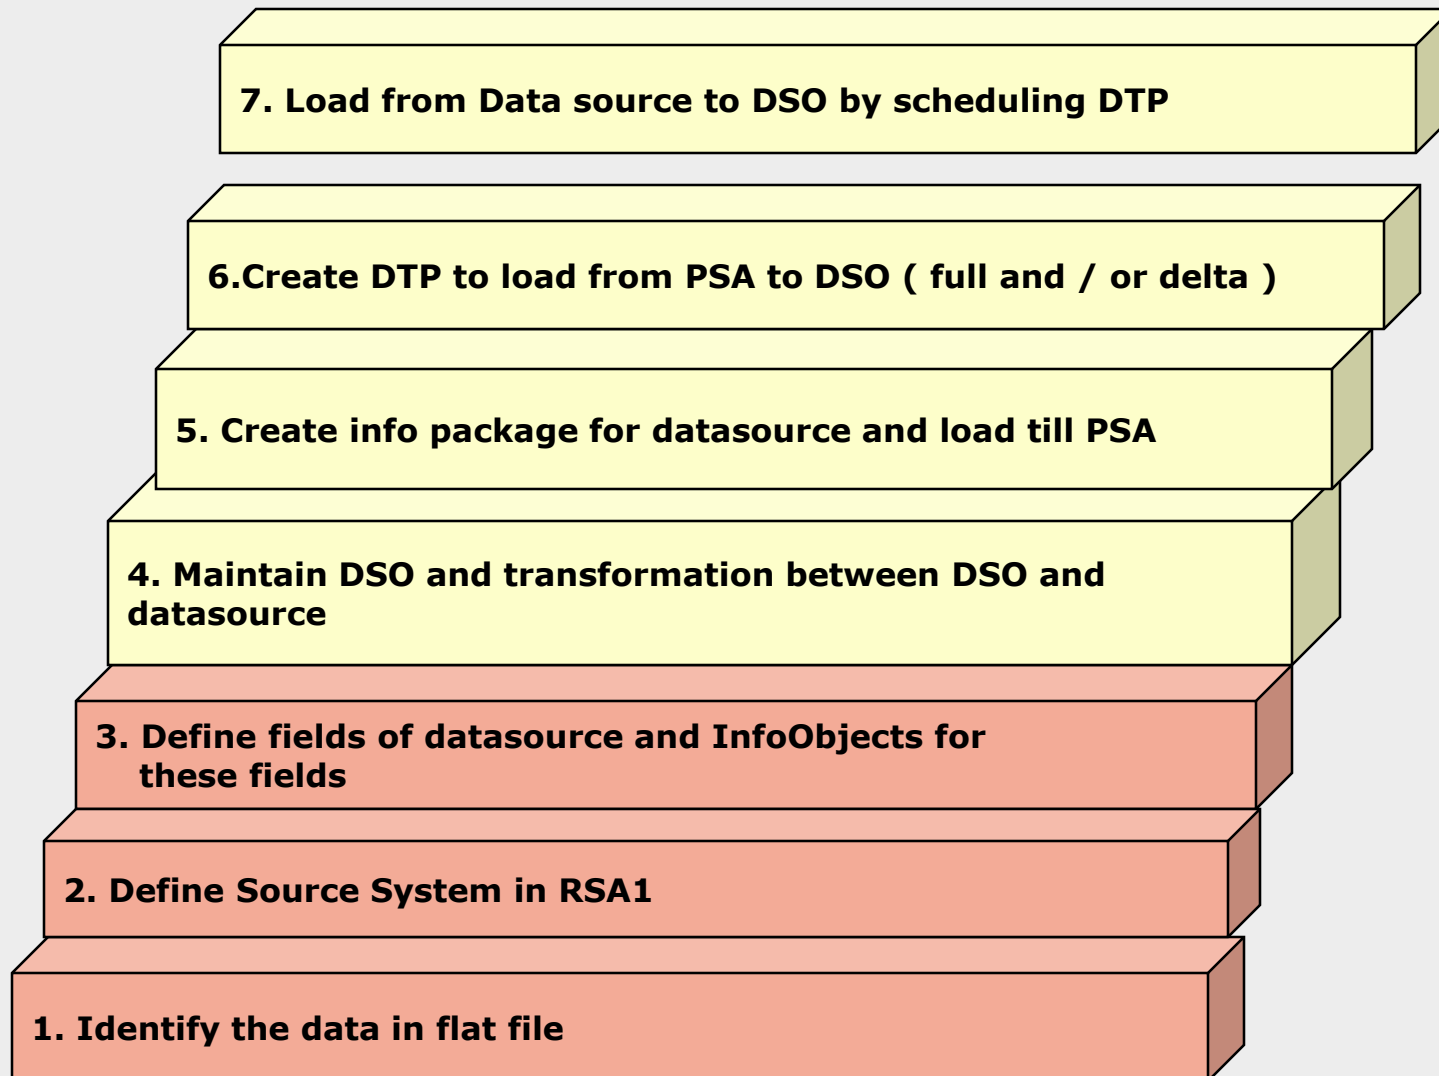 7. Load from Data source to DSO by scheduling DTP
6.Create DTP to load from PSA to DSO ( full and / or delta )
5. Create info package for datasource and load till PSA
4. Maintain DSO and transformation between DSO and
datasource
3. Define fields of datasource and InfoObjects for
these fields
2. Define Source System in RSA1
1. Identify the data in flat file